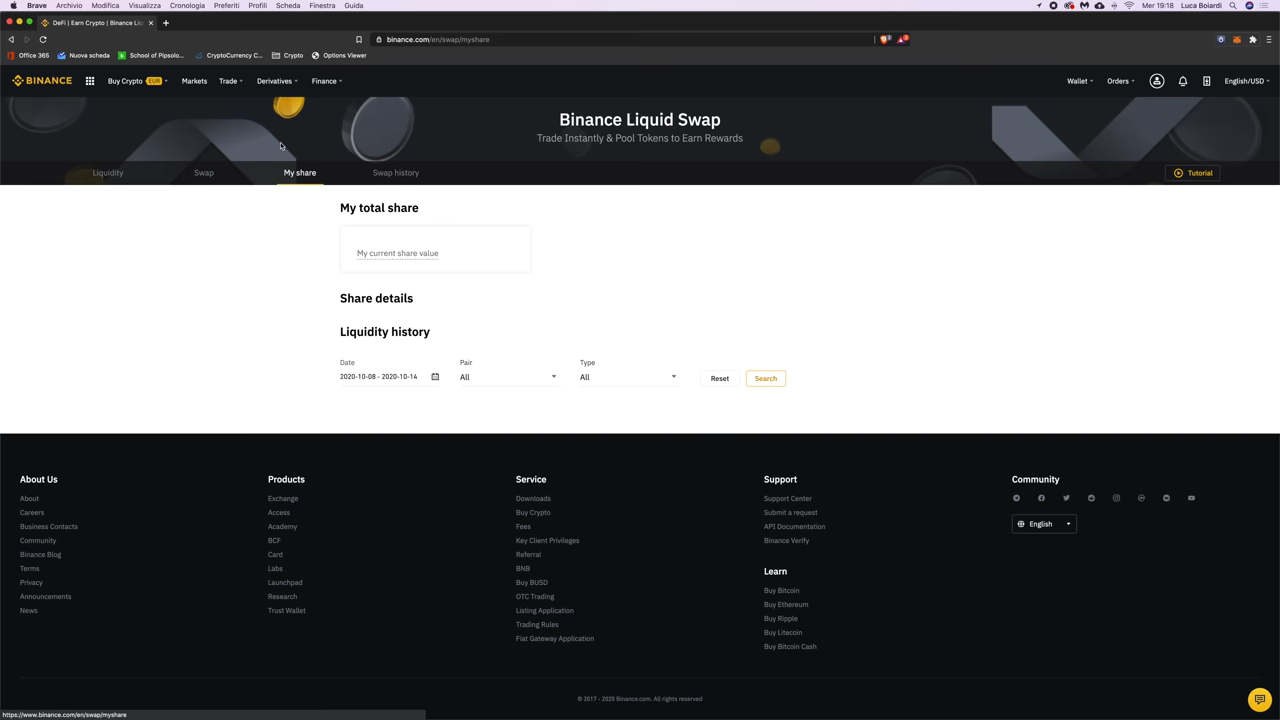 Brave Archivio Modifica Visualizza Cronologia Preferiti Profili Scheda Finestra Guida Mer 19:18 Luca Boiardi
DeFi | Earn Crypto | Binance Liq
binance.com/en/swap/myshare
Office 365 Nuova scheda School of Pipsolo... CryptoCurrency C... Crypto Options Viewer
BINANCE Buy Crypto EUR Markets Trade Derivatives Finance Wallet Orders English/USD
Binance Liquid Swap
Trade Instantly & Pool Tokens to Earn Rewards
Liquidity Swap My share Swap history Tutorial
My total share
My current share value
Share details
Liquidity history
Date Pair Type
2020-10-08 - 2020-10-14 All All Reset Search
About Us Products Service Support Community
About Exchange Downloads Support Center
Careers Access Buy Crypto Submit a request
Business Contacts Academy Fees API Documentation English
Community BCF Key Client Privileges Binance Verify
Binance Blog Card Referral
Terms Labs BNB Learn
Privacy Launchpad Buy BUSD Buy Bitcoin
Announcements Research OTC Trading Buy Ethereum
News Trust Wallet Listing Application Buy Ripple
Trading Rules Buy Litecoin
Fiat Gateway Application Buy Bitcoin Cash
© 2017 - 2020 Binance.com. All rights reserved
https://www.binance.com/en/swap/myshare